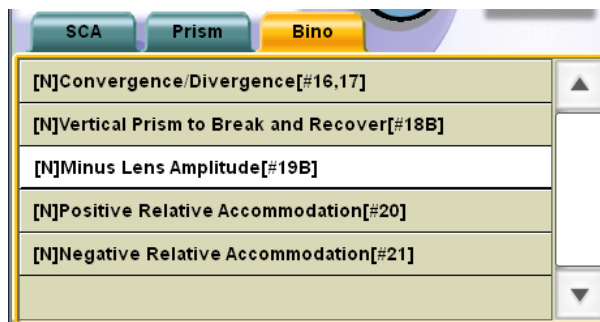 SCA
Prism
Bino
[N]Convergence/Divergence[#16,17]
[N]Vertical Prism to Break and Recover[#18B]
[N]Minus Lens Amplitude[#19B]
[N]Positive Relative Accommodation[#20]
[N]Negative Relative Accommodation[#21]